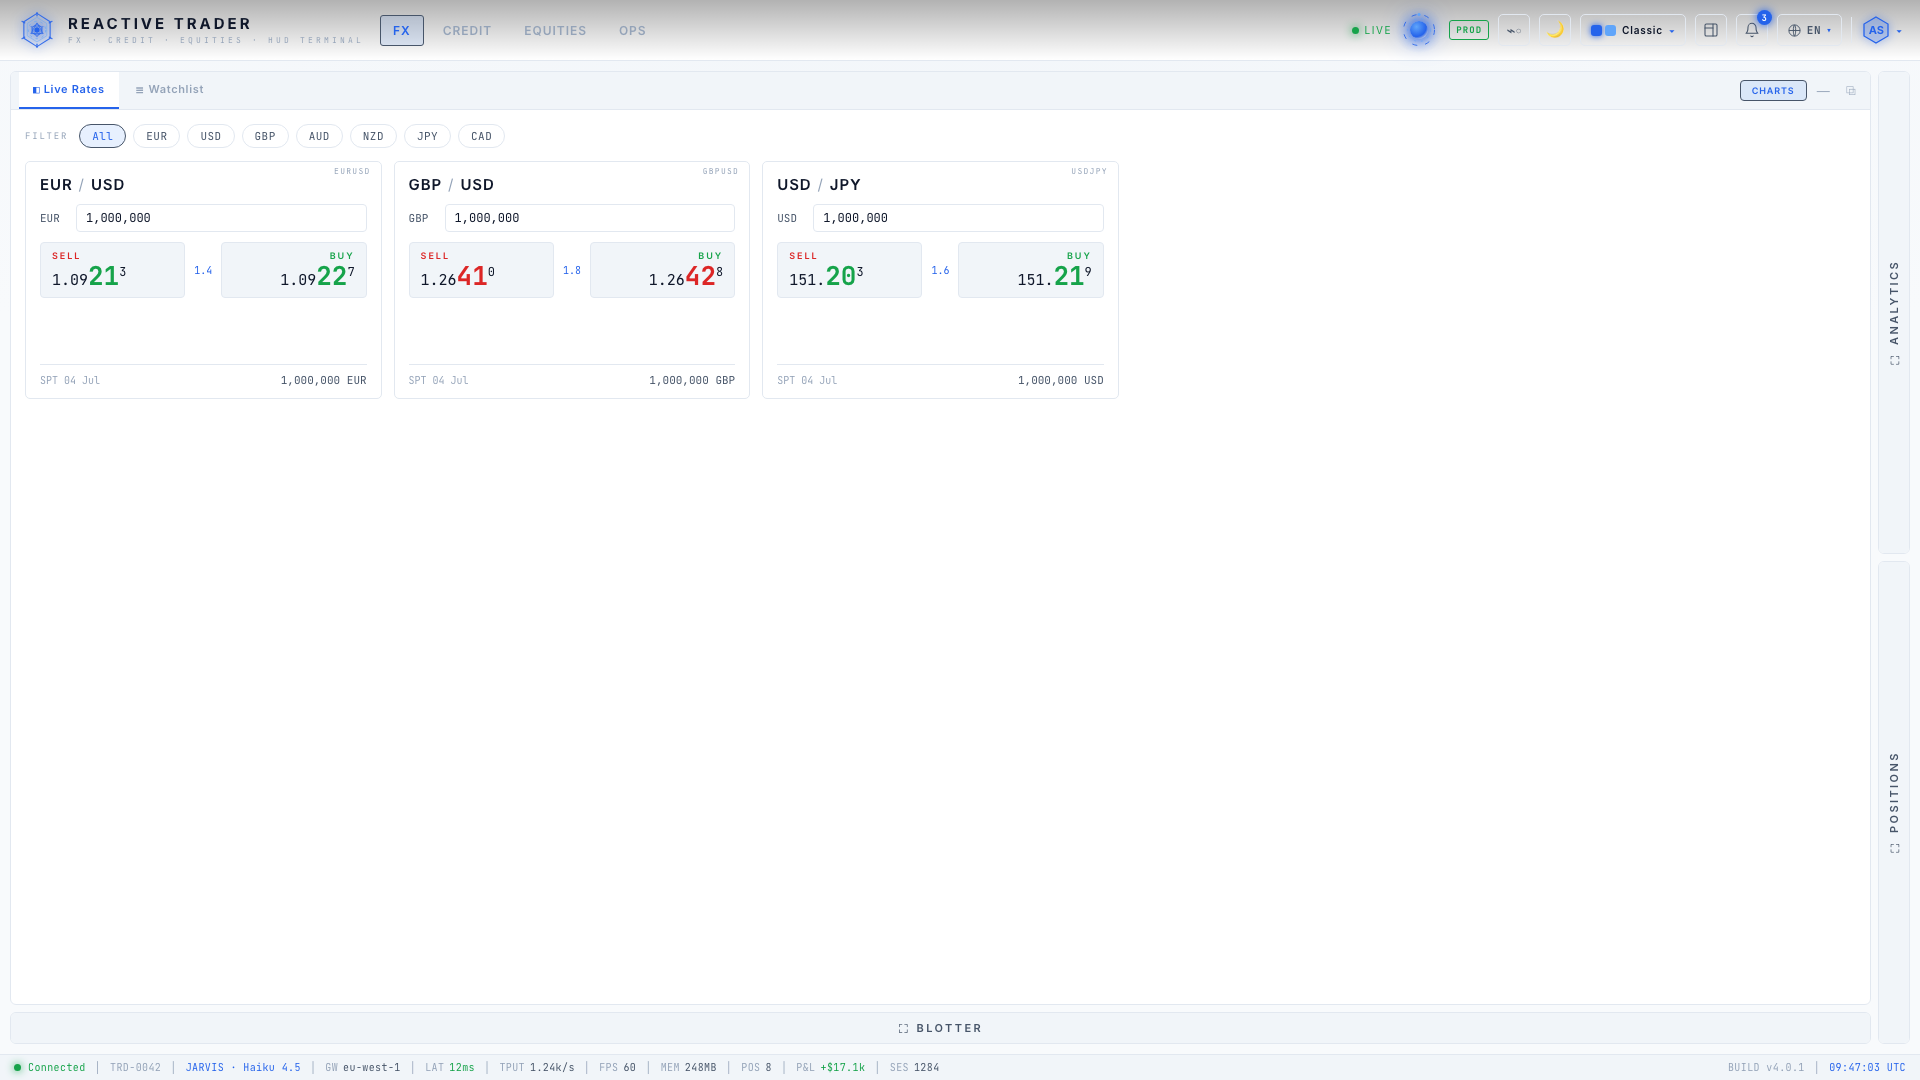 REACTIVE TRADER
FX · CREDIT · EQUITIES · HUD TERMINAL
FX CREDIT EQUITIES OPS
LIVE PROD Classic 3 EN AS
Live Rates Watchlist CHARTS
FILTER All EUR USD GBP AUD NZD JPY CAD
EURUSD
EUR / USD
EUR 1,000,000
SELL BUY
1.09213 1.4 1.09227
SPT 04 Jul 1,000,000 EUR
GBPUSD
GBP / USD
GBP 1,000,000
SELL BUY
1.26410 1.8 1.26428
SPT 04 Jul 1,000,000 GBP
USDJPY
USD / JPY
USD 1,000,000
SELL BUY
151.203 1.6 151.219
SPT 04 Jul 1,000,000 USD
ANALYTICS
POSITIONS
BLOTTER
Connected TRD-0042 JARVIS · Haiku 4.5 GW eu-west-1 LAT 12ms TPUT 1.24k/s FPS 60 MEM 248MB POS 8 P&L +$17.1k SES 1284 BUILD v4.0.1 09:47:03 UTC